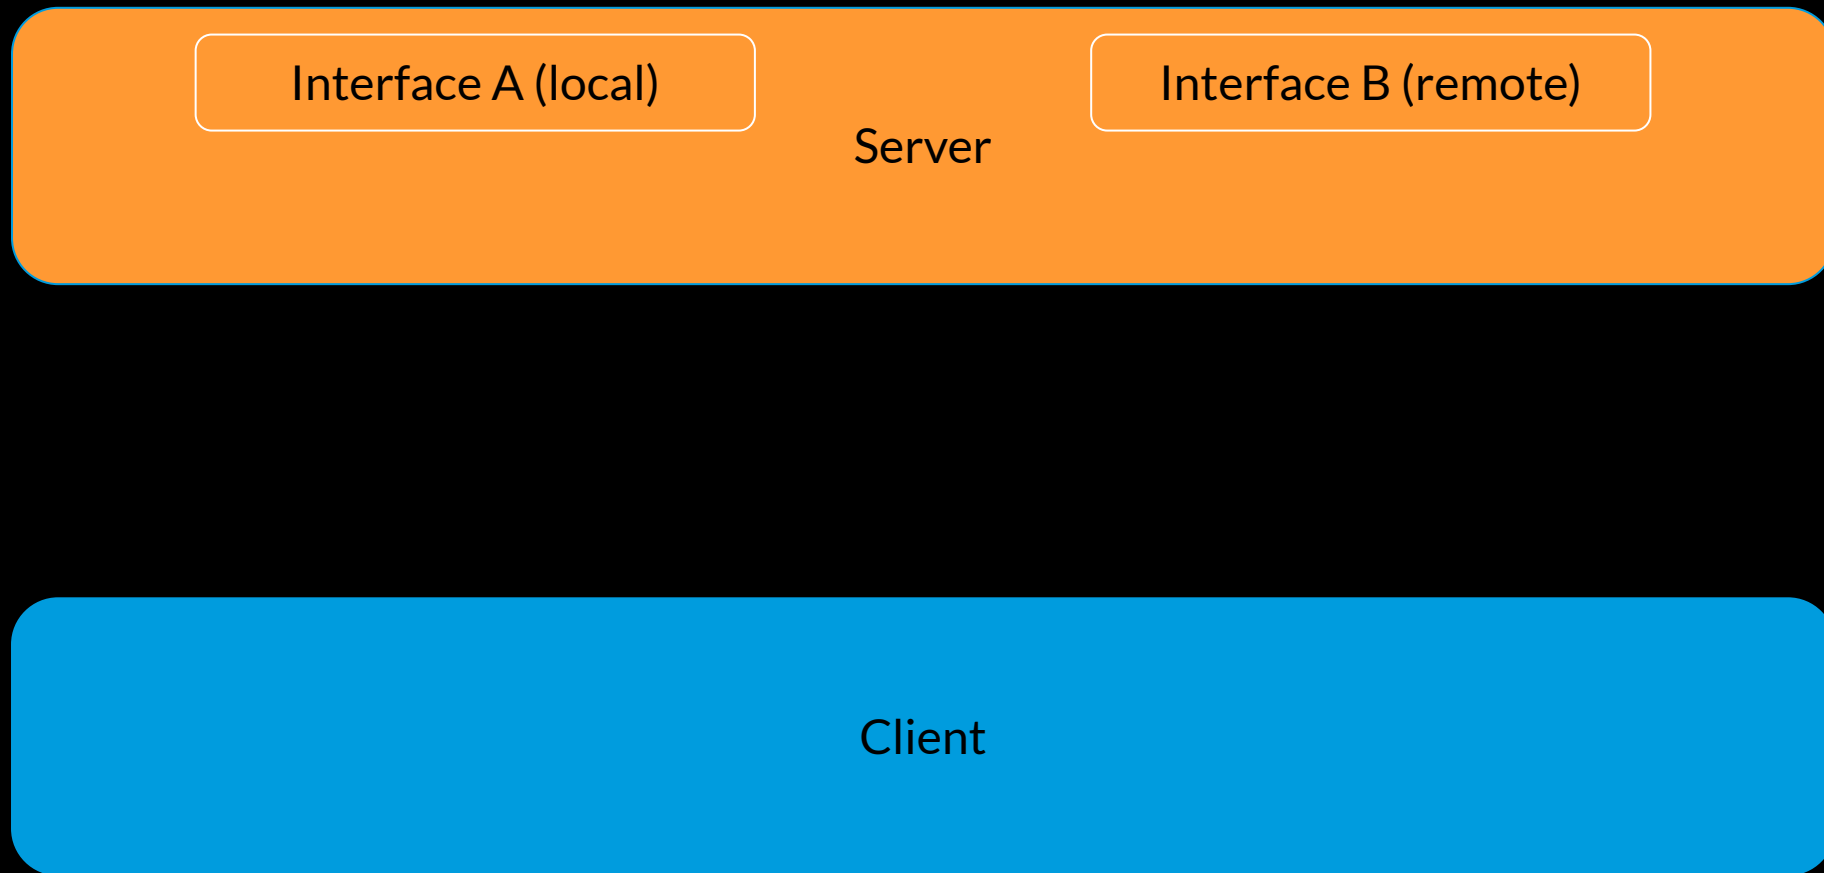 Interface A (local)
Interface B (remote)
Server
Client